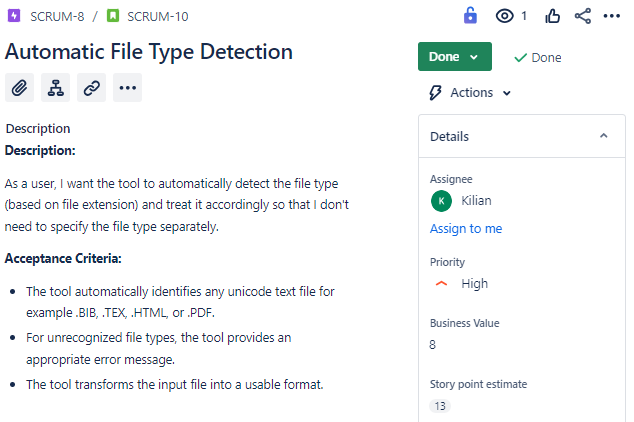 SCRUM-8 / SCRUM-10
1
Automatic File Type Detection
Done
Done
Actions
Description
Description:
As a user, I want the tool to automatically detect the file type
(based on file extension) and treat it accordingly so that I don't
need to specify the file type separately.
Acceptance Criteria:
• The tool automatically identifies any unicode text file for
example .BIB, .TEX, .HTML, or .PDF.
• For unrecognized file types, the tool provides an
appropriate error message.
• The tool transforms the input file into a usable format.
Details
Assignee
K Kilian
Assign to me
Priority
High
Business Value
8
Story point estimate
13